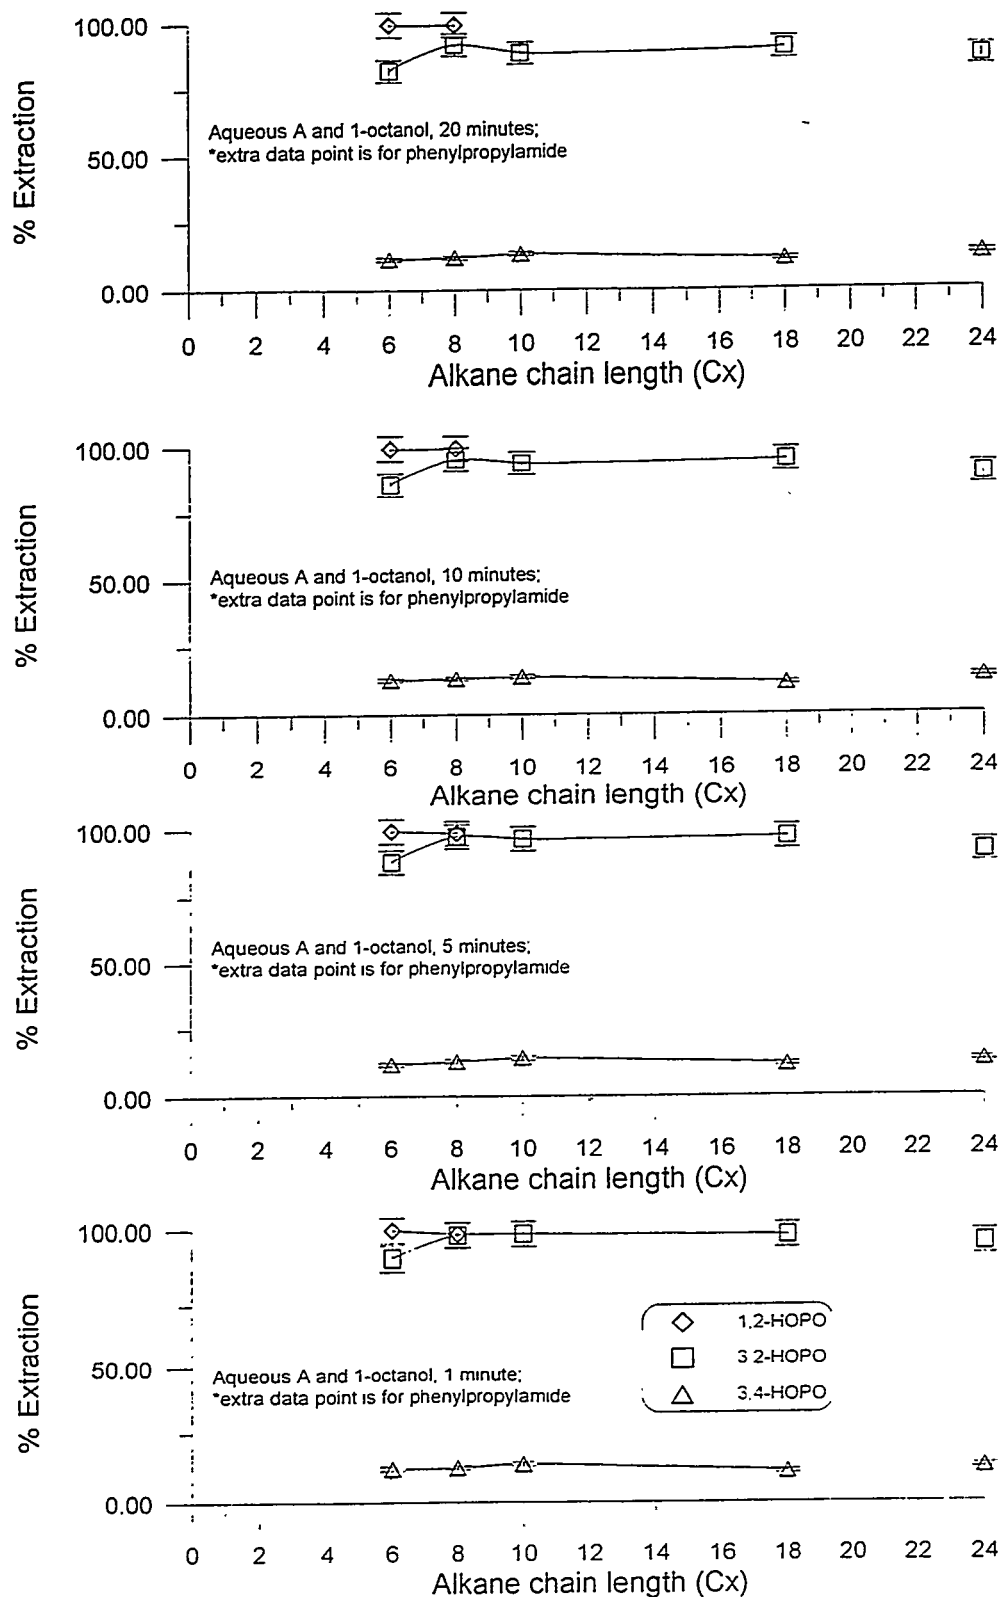 100.00
% Extraction
Aqueous A and 1-octanol, 20 minutes;
*extra data point is for phenylpropylamide
50.00
0.00
0 2 4 6 8 10 12 14 16 18 20 22 24
Alkane chain length (Cx)
100.00
% Extraction
Aqueous A and 1-octanol, 10 minutes;
*extra data point is for phenylpropylamide
50.00
0.00
0 2 4 6 8 10 12 14 16 18 20 22 24
Alkane chain length (Cx)
100.00
% Extraction
Aqueous A and 1-octanol, 5 minutes;
*extra data point is for phenylpropylamide
50.00
0.00
0 2 4 6 8 10 12 14 16 18 20 22 24
Alkane chain length (Cx)
100.00
% Extraction
1,2-HOPO
3 2-HOPO
Aqueous A and 1-octanol, 1 minute;
*extra data point is for phenylpropylamide
50.00
3,4-HOPO
0.00
0 2 4 6 8 10 12 14 16 18 20 22 24
Alkane chain length (Cx)